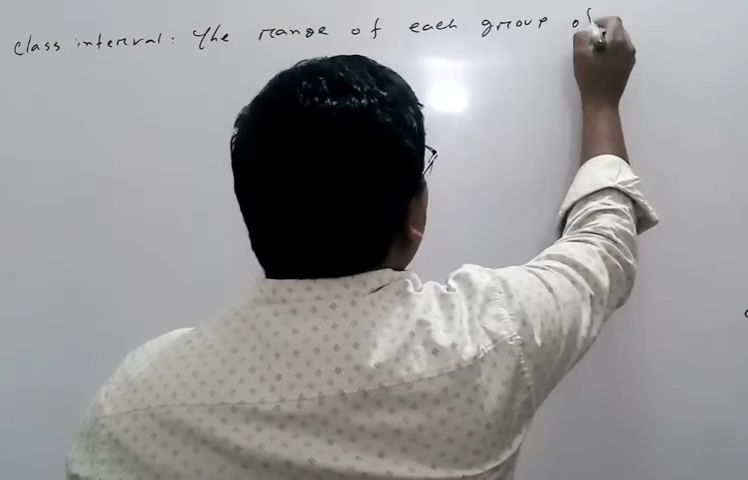 Class interval: The range of each group of